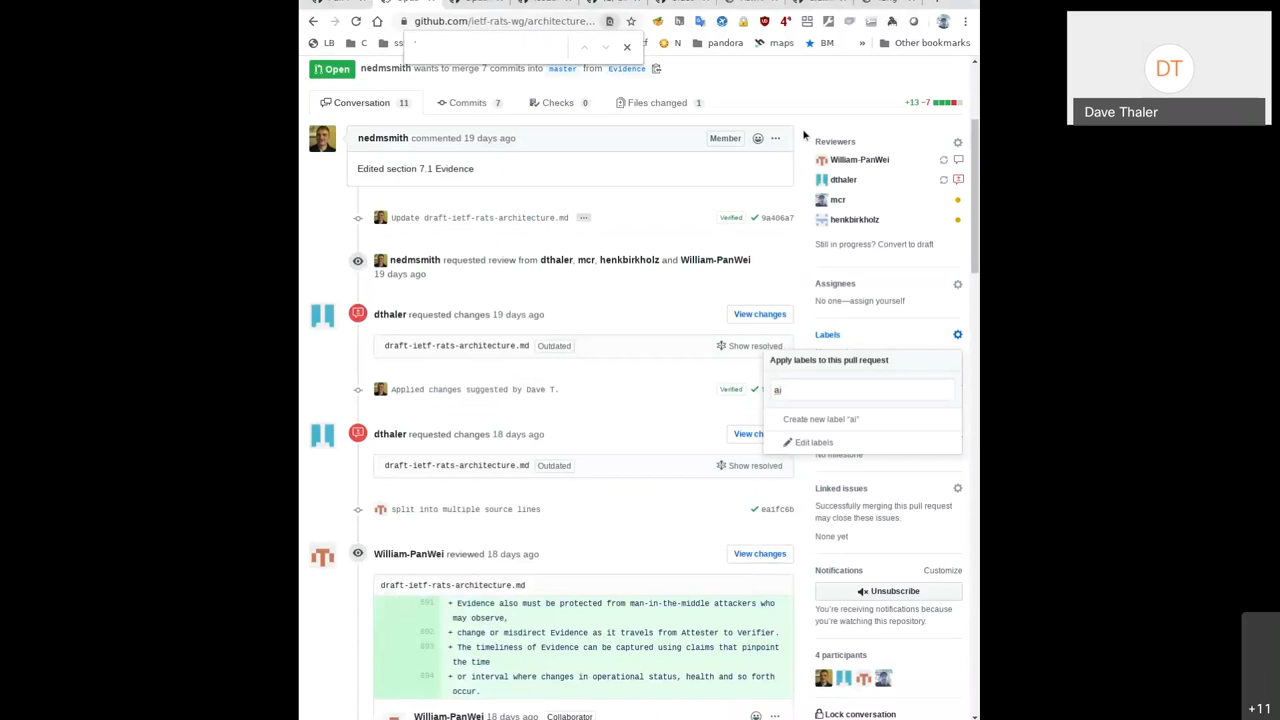 github.com/ietf-rats-wg/architecture...
LB
C
N
pandora
maps
BM
Other bookmarks
Open
nedmsmith wants to merge 7 commits into master from Evidence
Conversation 11
Commits 7
Checks 0
Files changed 1
+13 −7
nedmsmith commented 19 days ago
Member
Edited section 7.1 Evidence
Update draft-ietf-rats-architecture.md
Verified
9a406a7
nedmsmith requested review from dthaler, mcr, henkbirkholz and William-PanWei
19 days ago
dthaler requested changes 19 days ago
View changes
draft-ietf-rats-architecture.md
Outdated
Show resolved
Applied changes suggested by Dave T.
Verified
dthaler requested changes 18 days ago
View ch
draft-ietf-rats-architecture.md
Outdated
Show resolved
split into multiple source lines
ea1fc6b
William-PanWei reviewed 18 days ago
View changes
draft-ietf-rats-architecture.md
+ Evidence also must be protected from man-in-the-middle attackers who
may observe,
892 + change or misdirect Evidence as it travels from Attester to Verifier.
893 + The timeliness of Evidence can be captured using claims that pinpoint
the time
894 + or interval where changes in operational status, health and so forth
occur.
William-PanWei 18 days ago
Collaborator
Reviewers
William-PanWei
dthaler
mcr
henkbirkholz
Still in progress? Convert to draft
Assignees
No one—assign yourself
Labels
Apply labels to this pull request
ai
Create new label “ai”
Edit labels
No milestone
Linked issues
Successfully merging this pull request
may close these issues.
None yet
Notifications
Customize
Unsubscribe
You’re receiving notifications because
you’re watching this repository.
4 participants
Lock conversation
DT
Dave Thaler
+11